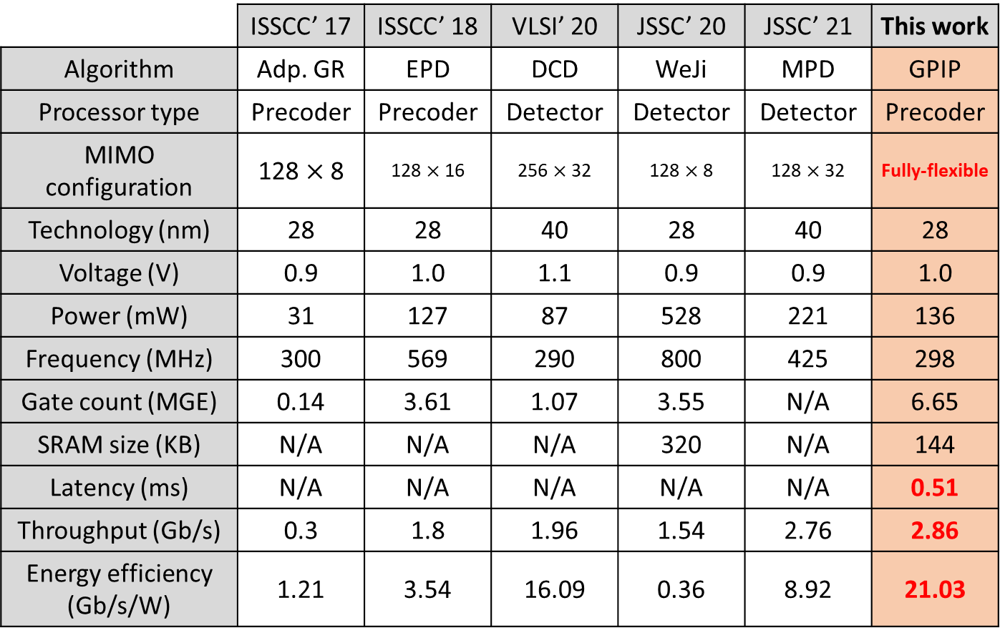 ISSCC’ 17 ISSCC’ 18 VLSI’ 20 JSSC’ 20 JSSC’ 21 This work
Algorithm Adp. GR EPD DCD WeJi MPD GPIP
Processor type Precoder Precoder Detector Detector Detector Precoder
MIMO
configuration 128 × 8 128 × 16 256 × 32 128 × 8 128 × 32 Fully-flexible
Technology (nm) 28 28 40 28 40 28
Voltage (V) 0.9 1.0 1.1 0.9 0.9 1.0
Power (mW) 31 127 87 528 221 136
Frequency (MHz) 300 569 290 800 425 298
Gate count (MGE) 0.14 3.61 1.07 3.55 N/A 6.65
SRAM size (KB) N/A N/A N/A 320 N/A 144
Latency (ms) N/A N/A N/A N/A N/A 0.51
Throughput (Gb/s) 0.3 1.8 1.96 1.54 2.76 2.86
Energy efficiency
(Gb/s/W) 1.21 3.54 16.09 0.36 8.92 21.03